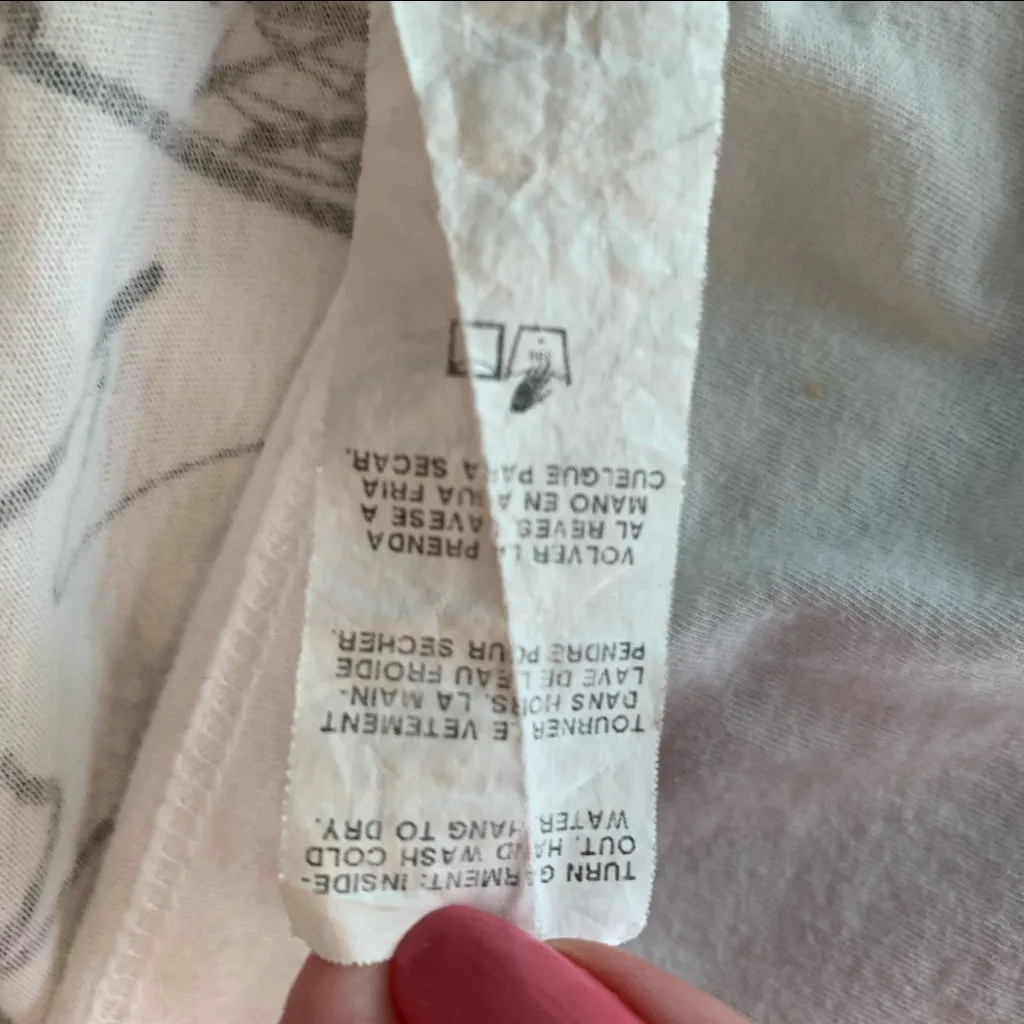 TURN GARMENT: INSIDE-
OUT. HAND WASH COLD
WATER. HANG TO DRY.
TOURNER LE VETEMENT
DANS HORS. LA MAIN-
LAVE DE LEAU FROIDE
PENDRE POUR SECHER.
VOLVER LA PRENDA
AL REVES. LAVESE A
MANO EN AGUA FRIA
CUELGUE PARA SECAR.